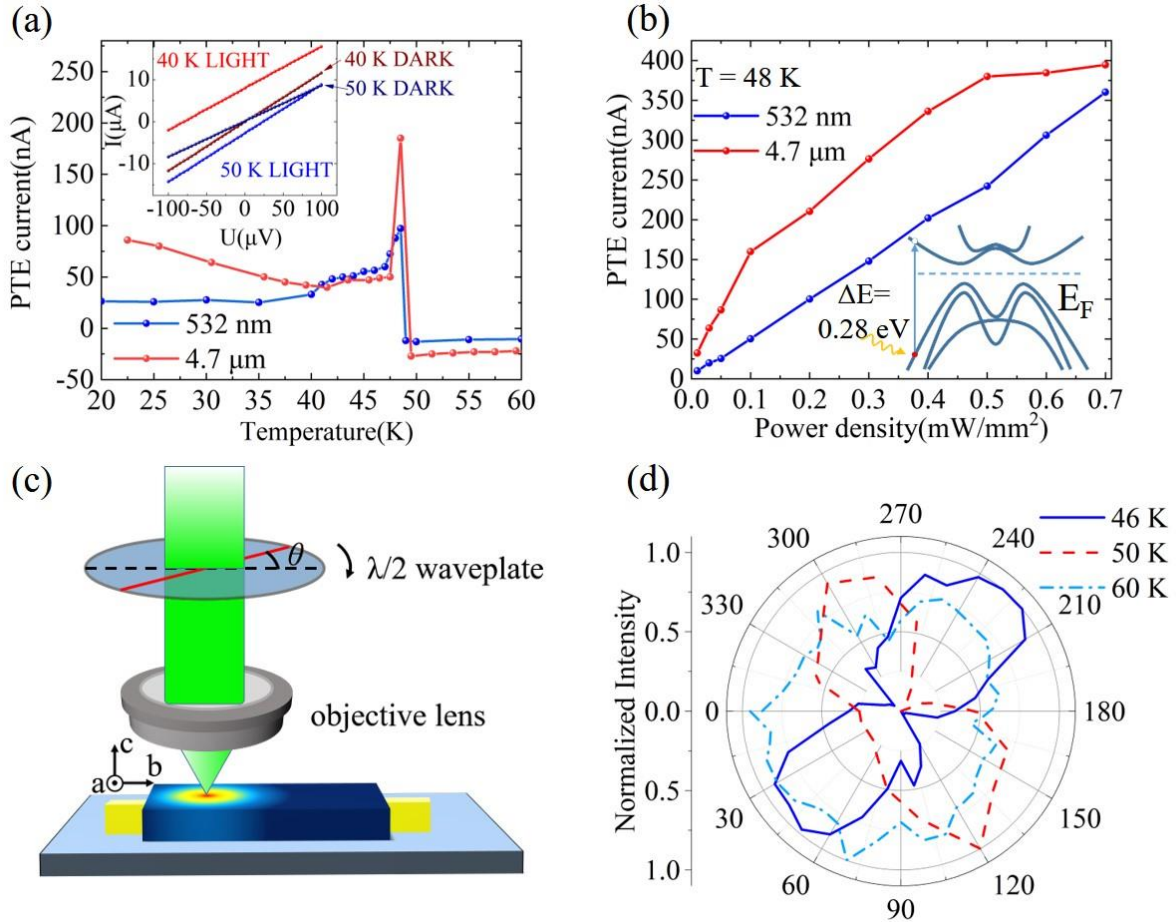 (a)
PTE current(nA)
250
200
150
100
50
0
-50
20 25 30 35 40 45 50 55 60
Temperature(K)
532 nm
4.7 μm
I(μA)
10
0
-10
-100 -50 0 50 100
U(μV)
40 K LIGHT
40 K DARK
50 K DARK
50 K LIGHT
(b)
PTE current(nA)
400
350
300
250
200
150
100
50
0
0.0 0.1 0.2 0.3 0.4 0.5 0.6 0.7
Power density(mW/mm²)
T = 48 K
532 nm
4.7 μm
ΔE=
0.28 eV
E_F
(c)
θ
λ/2 waveplate
objective lens
c
a b
(d)
Normalized Intensity
1.0
0.5
0.0
0.5
1.0
270
300 240
330 210
0 180
30 150
60 120
90
46 K
50 K
60 K